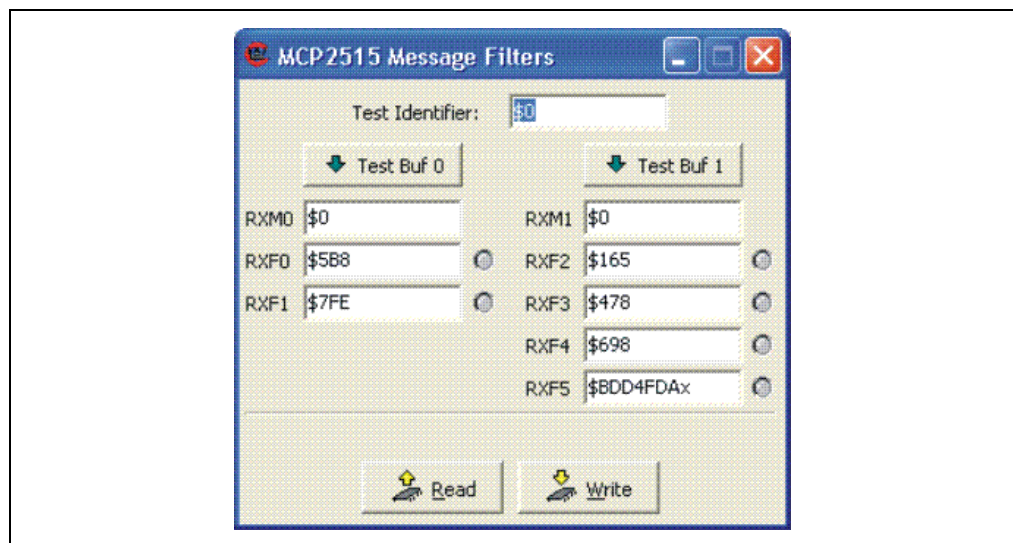 MCP2515 Message Filters
Test Identifier: $0
Test Buf 0 Test Buf 1
RXM0 $0 RXM1 $0
RXF0 $5B8 RXF2 $165
RXF1 $7FE RXF3 $478
RXF4 $698
RXF5 $BDD4FDAx
Read Write